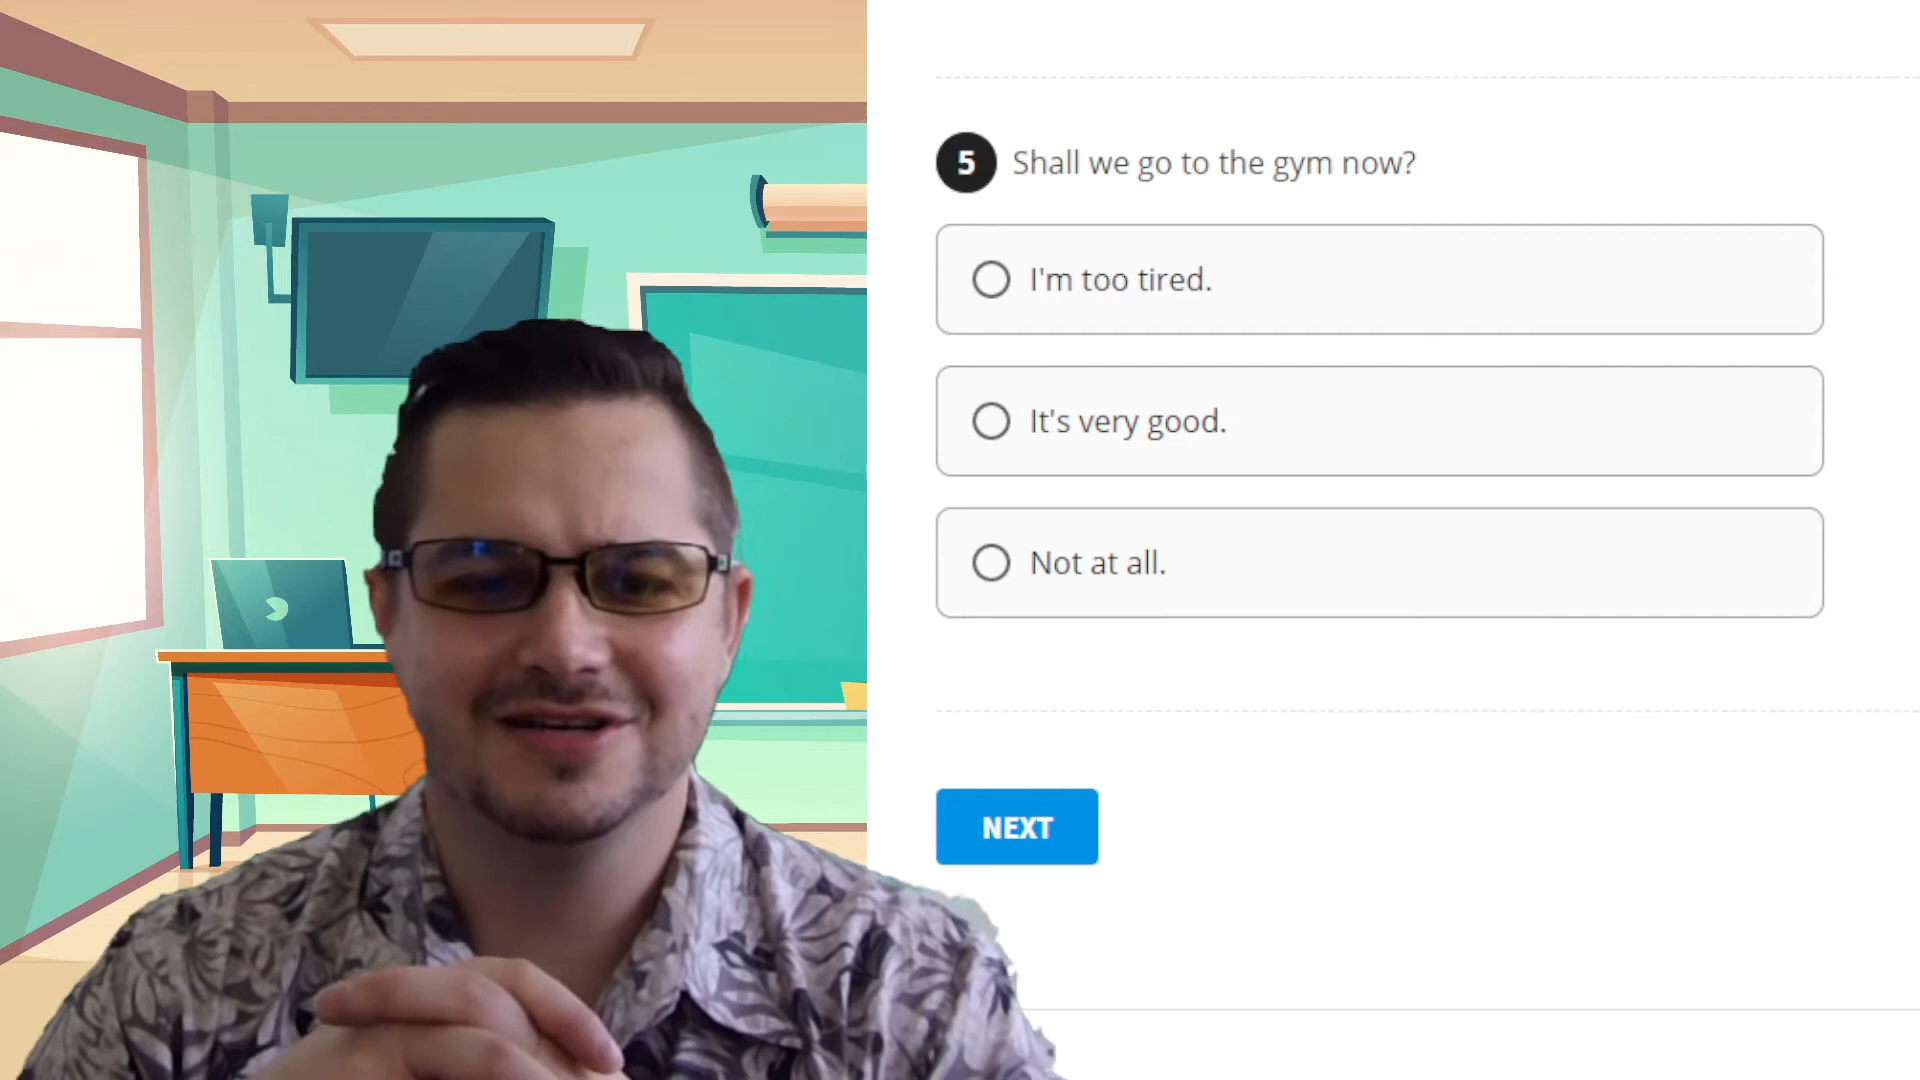 5 Shall we go to the gym now?
I'm too tired.
It's very good.
Not at all.
NEXT